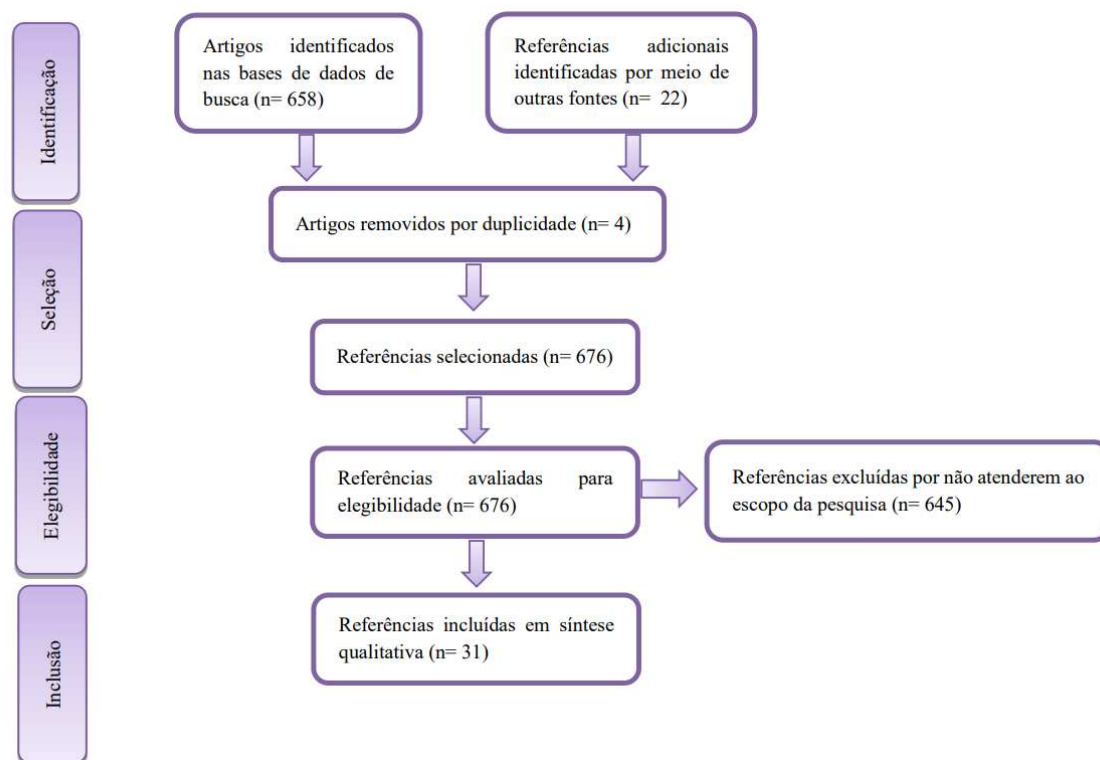 Identificação
Artigos identificados
nas bases de dados de
busca (n= 658)
Referências adicionais
identificadas por meio de
outras fontes (n= 22)
Seleção
Artigos removidos por duplicidade (n= 4)
Referências selecionadas (n= 676)
Elegibilidade
Referências avaliadas para
elegibilidade (n= 676)
Referências excluídas por não atenderem ao
escopo da pesquisa (n= 645)
Inclusão
Referências incluídas em síntese
qualitativa (n= 31)